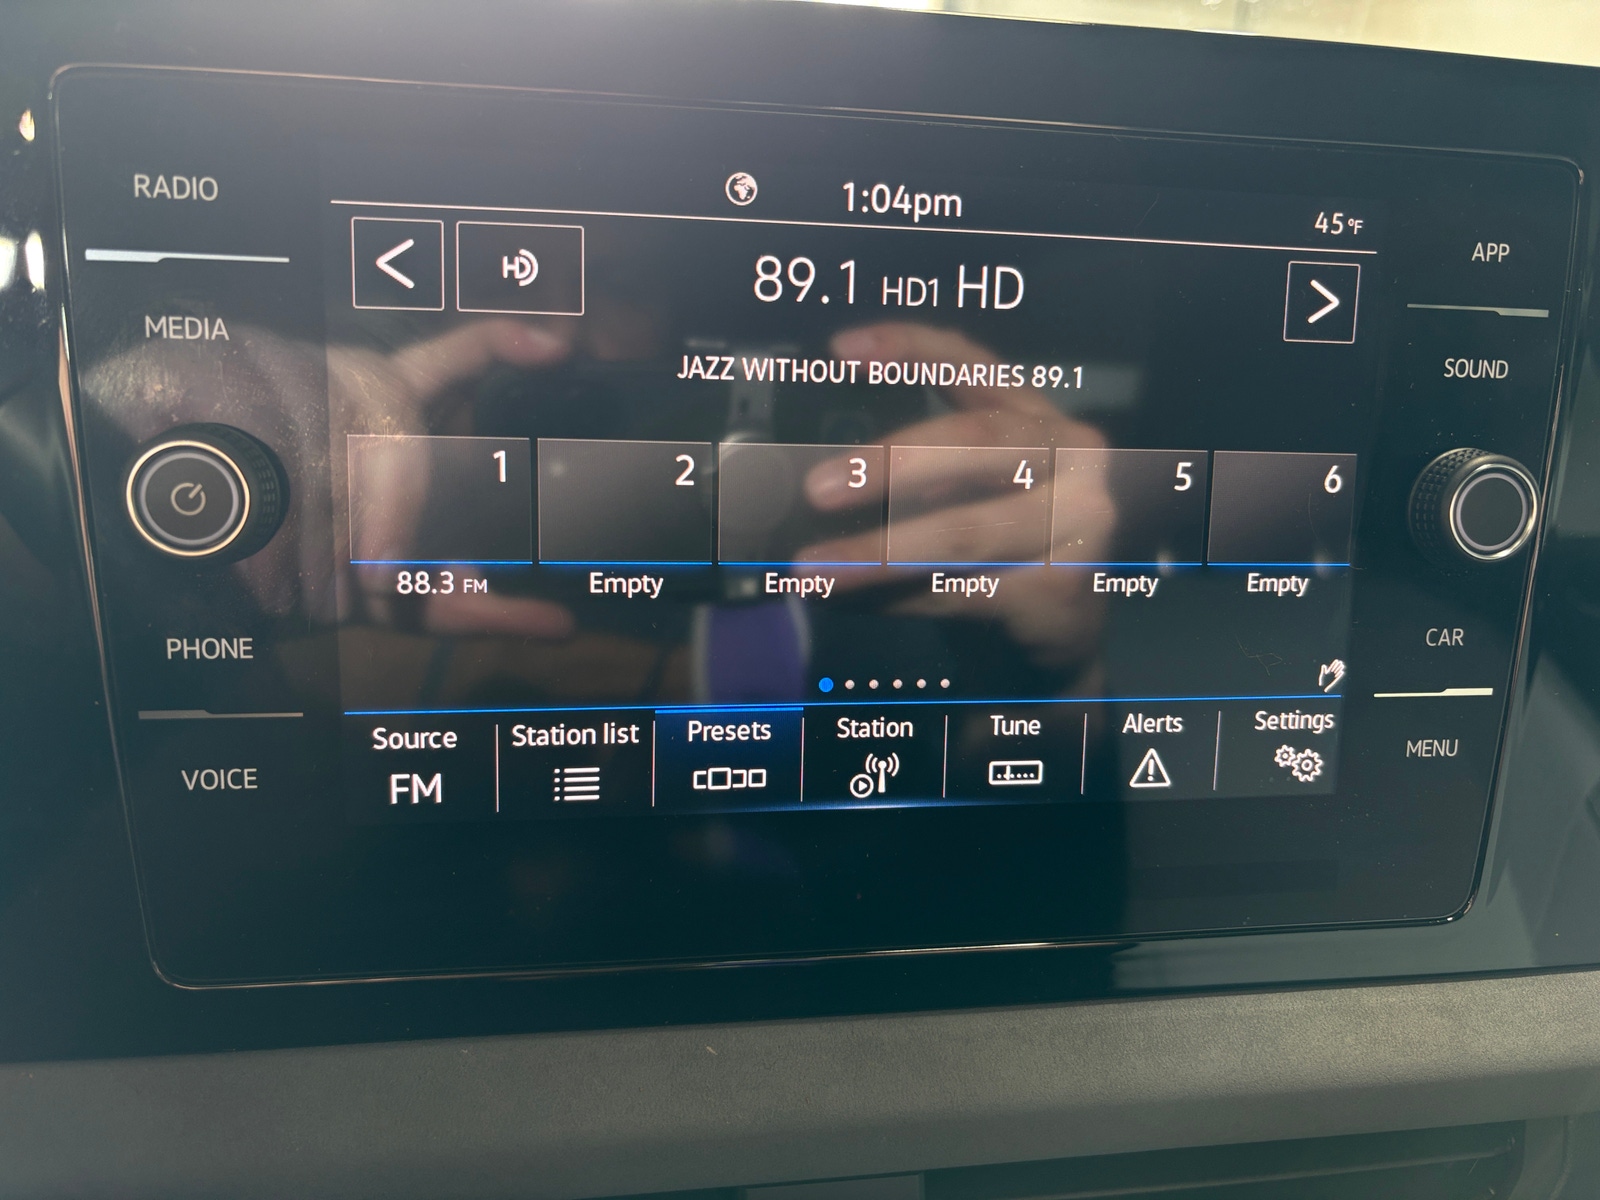 RADIO
MEDIA
PHONE
VOICE
1:04pm
45°F
HD
89.1 HD1 HD
JAZZ WITHOUT BOUNDARIES 89.1
1 2 3 4 5 6
88.3 FM Empty Empty Empty Empty Empty
Source Station list Presets Station Tune Alerts Settings
FM
APP
SOUND
CAR
MENU